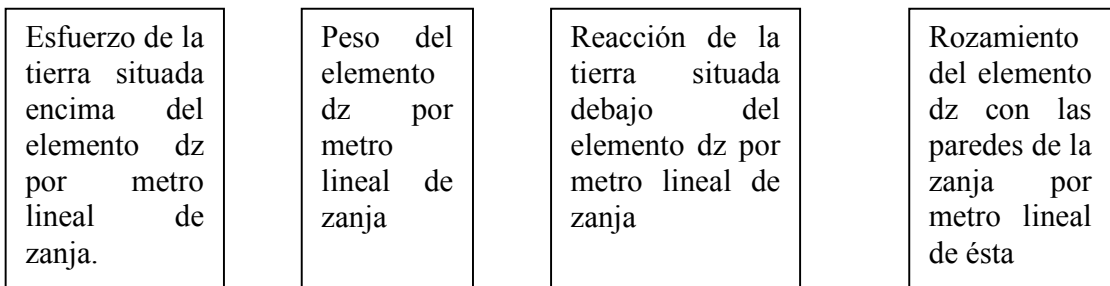 Esfuerzo de la
tierra situada
encima del
elemento dz
por metro
lineal de
zanja.
Peso del
elemento
dz por
metro
lineal de
zanja
Reacción de la
tierra situada
debajo del
elemento dz por
metro lineal de
zanja
Rozamiento
del elemento
dz con las
paredes de la
zanja por
metro lineal
de ésta